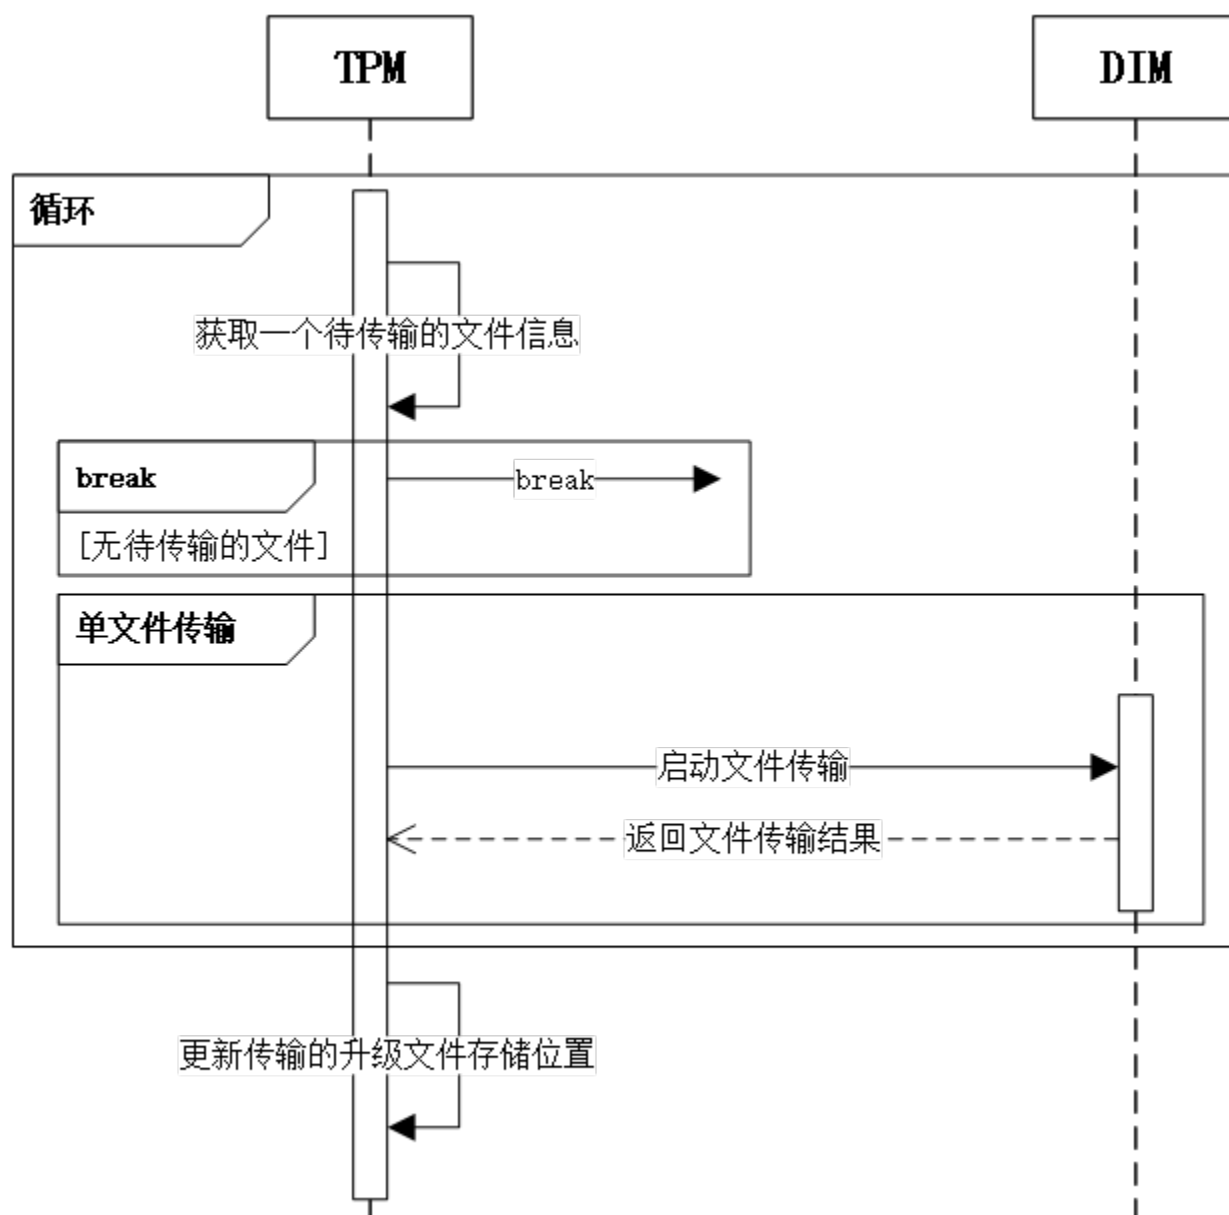 TPM
DIM
循环
获取一个待传输的文件信息
break
break
[无待传输的文件]
单文件传输
启动文件传输
返回文件传输结果
更新传输的升级文件存储位置